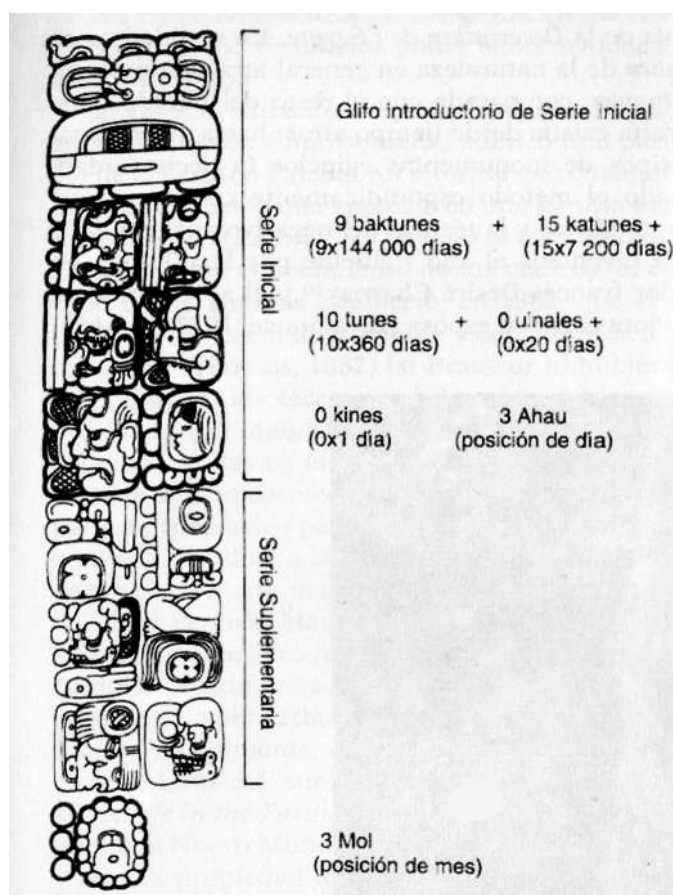 Glifo introductorio de Serie Inicial
Serie Inicial
9 baktunes + 15 katunes +
(9x144 000 días) (15x7 200 días)
10 tunes 0 uinales +
(10x360 días) (0x20 días)
0 kines 3 Ahau
(0x1 día) (posición de día)
Serie Suplementaria
3 Mol
(posición de mes)